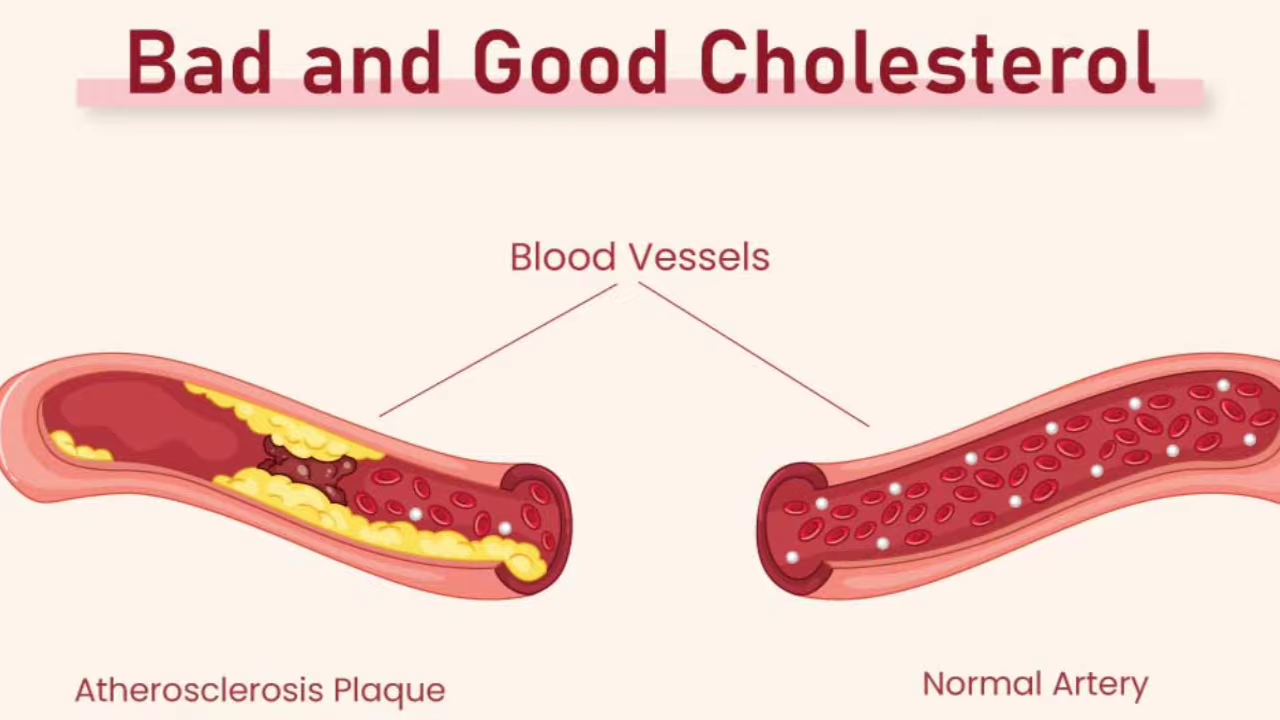 Bad and Good Cholesterol
Blood Vessels
Atherosclerosis Plaque
Normal Artery